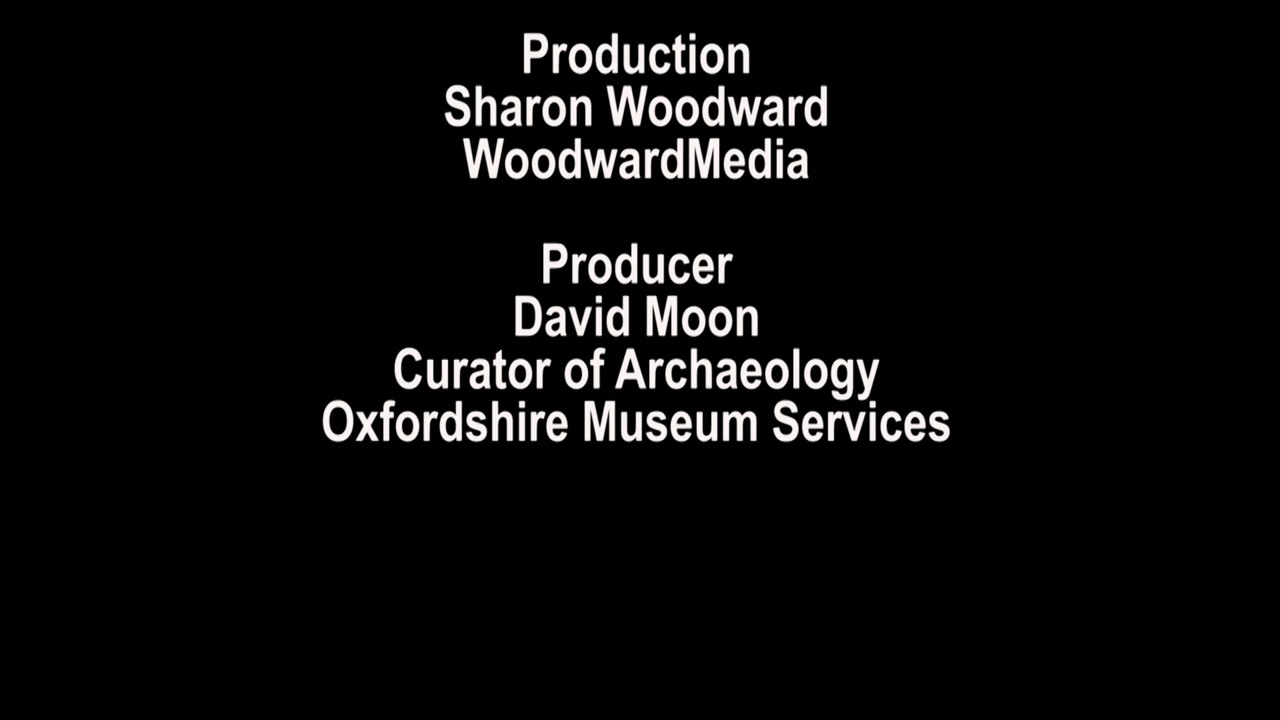 Production
Sharon Woodward
WoodwardMedia
Producer
David Moon
Curator of Archaeology
Oxfordshire Museum Services